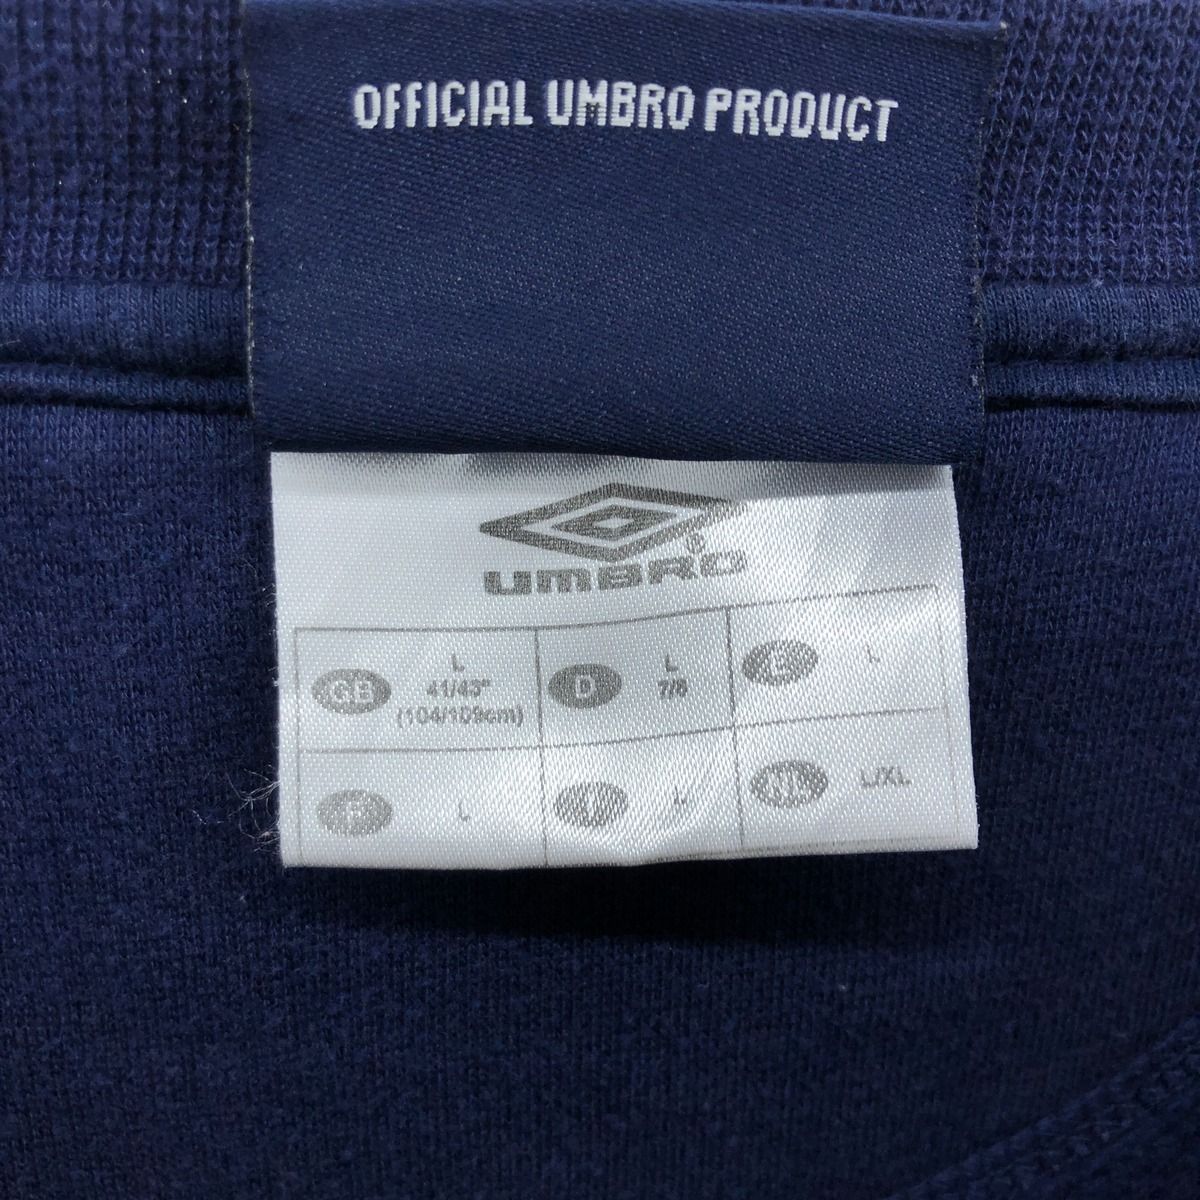 OFFICIAL UMBRO PRODUCT
®
UMBRO
GB L 41/43" (104/109cm)
D L 7/8
E L
F L
I L
NL L/XL